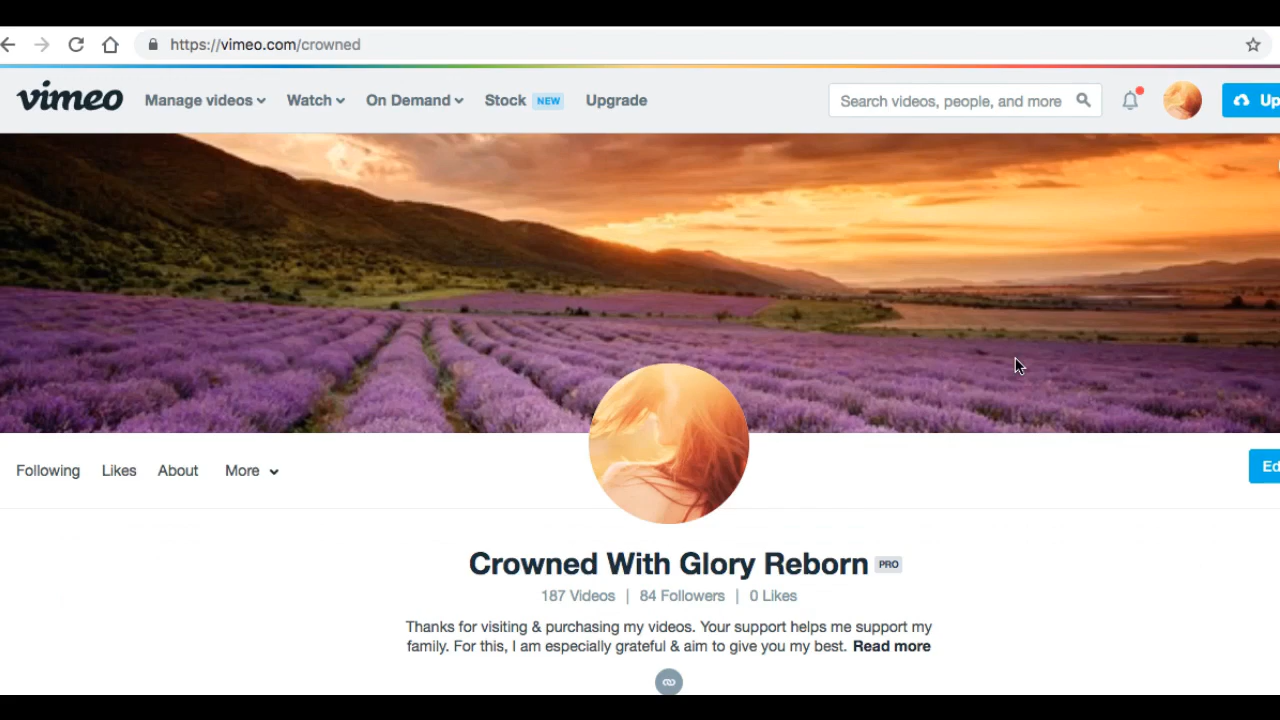 https://vimeo.com/crowned
vimeo Manage videos Watch On Demand Stock NEW Upgrade Search videos, people, and more Up
Following Likes About More Ed
Crowned With Glory Reborn PRO
187 Videos | 84 Followers | 0 Likes
Thanks for visiting & purchasing my videos. Your support helps me support my
family. For this, I am especially grateful & aim to give you my best. Read more